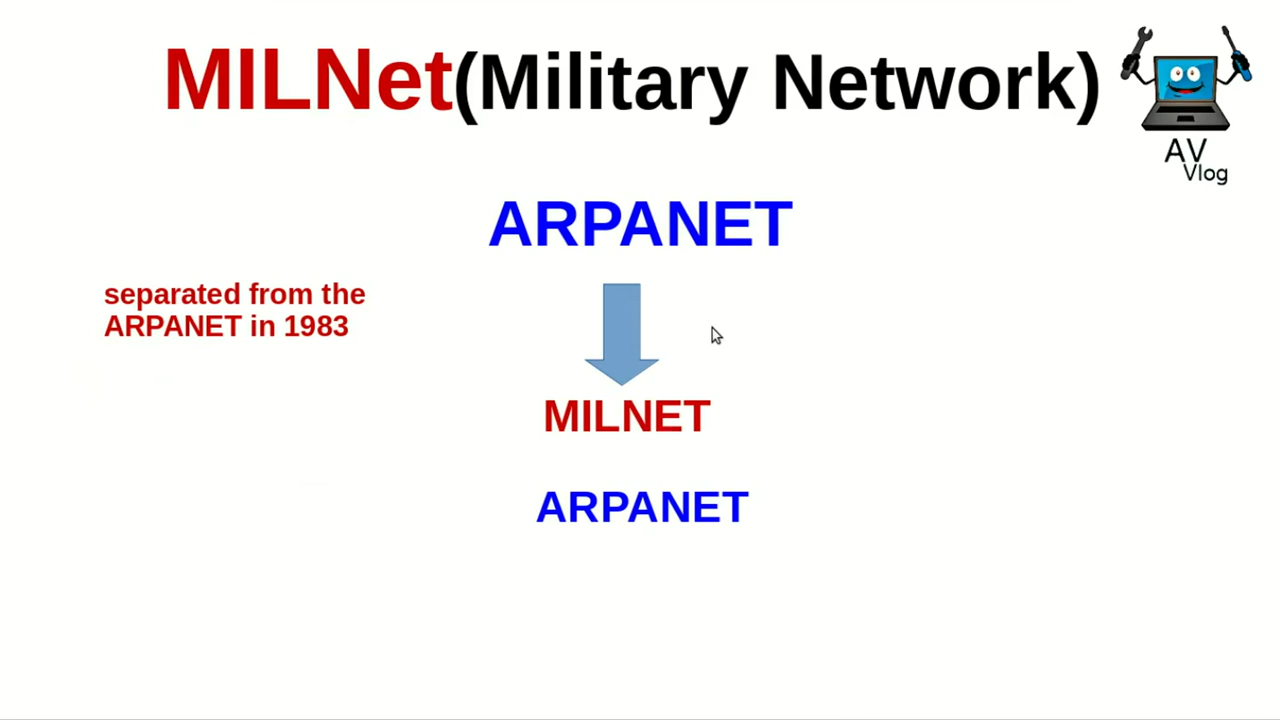 MILNet(Military Network)
AV
Vlog
ARPANET
separated from the
ARPANET in 1983
MILNET
ARPANET